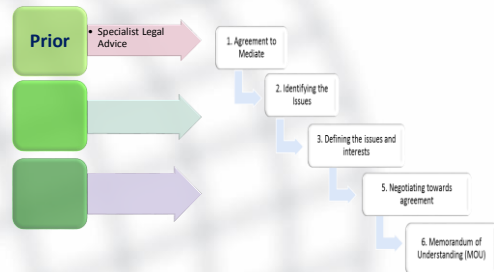 Prior
• Specialist Legal
Advice
1. Agreement to
Mediate
2. Identifying the
Issues
3. Defining the issues and
interests
5. Negotiating towards
agreement
6. Memorandum of
Understanding (MOU)